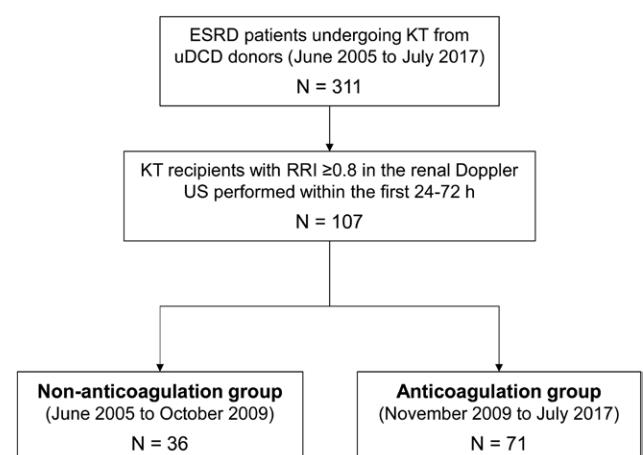 ESRD patients undergoing KT from
uDCD donors (June 2005 to July 2017)
N = 311
KT recipients with RRI ≥0.8 in the renal Doppler
US performed within the first 24-72 h
N = 107
Non-anticoagulation group
(June 2005 to October 2009)
N = 36
Anticoagulation group
(November 2009 to July 2017)
N = 71